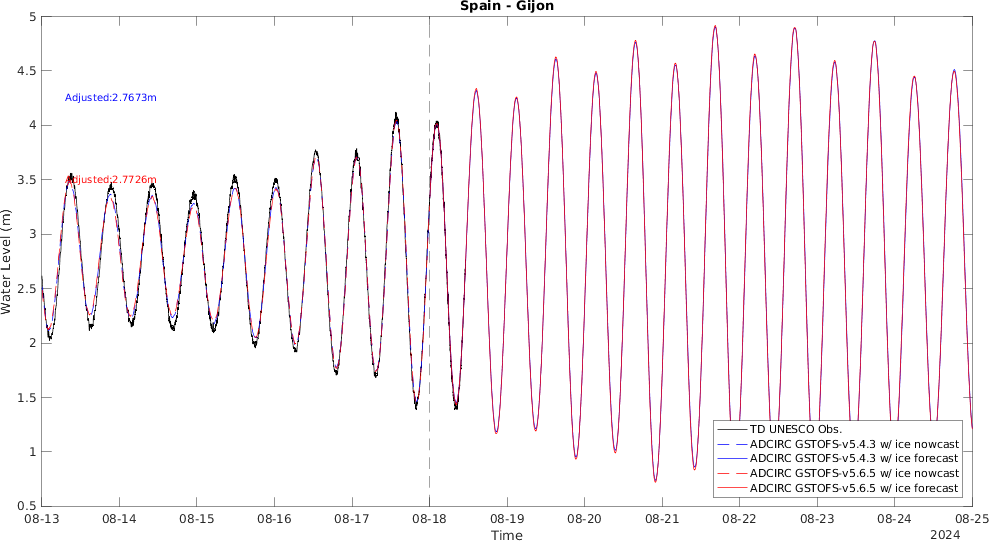 Spain - Gijon
5
4.5
4
3.5
3
2.5
2
1.5
1
0.5
Water Level (m)
Adjusted:2.7673m
Adjusted:2.7726m
TD UNESCO Obs.
ADCIRC GSTOFS-v5.4.3 w/ ice nowcast
ADCIRC GSTOFS-v5.4.3 w/ ice forecast
ADCIRC GSTOFS-v5.6.5 w/ ice nowcast
ADCIRC GSTOFS-v5.6.5 w/ ice forecast
08-13 08-14 08-15 08-16 08-17 08-18 08-19 08-20 08-21 08-22 08-23 08-24 08-25
Time
2024